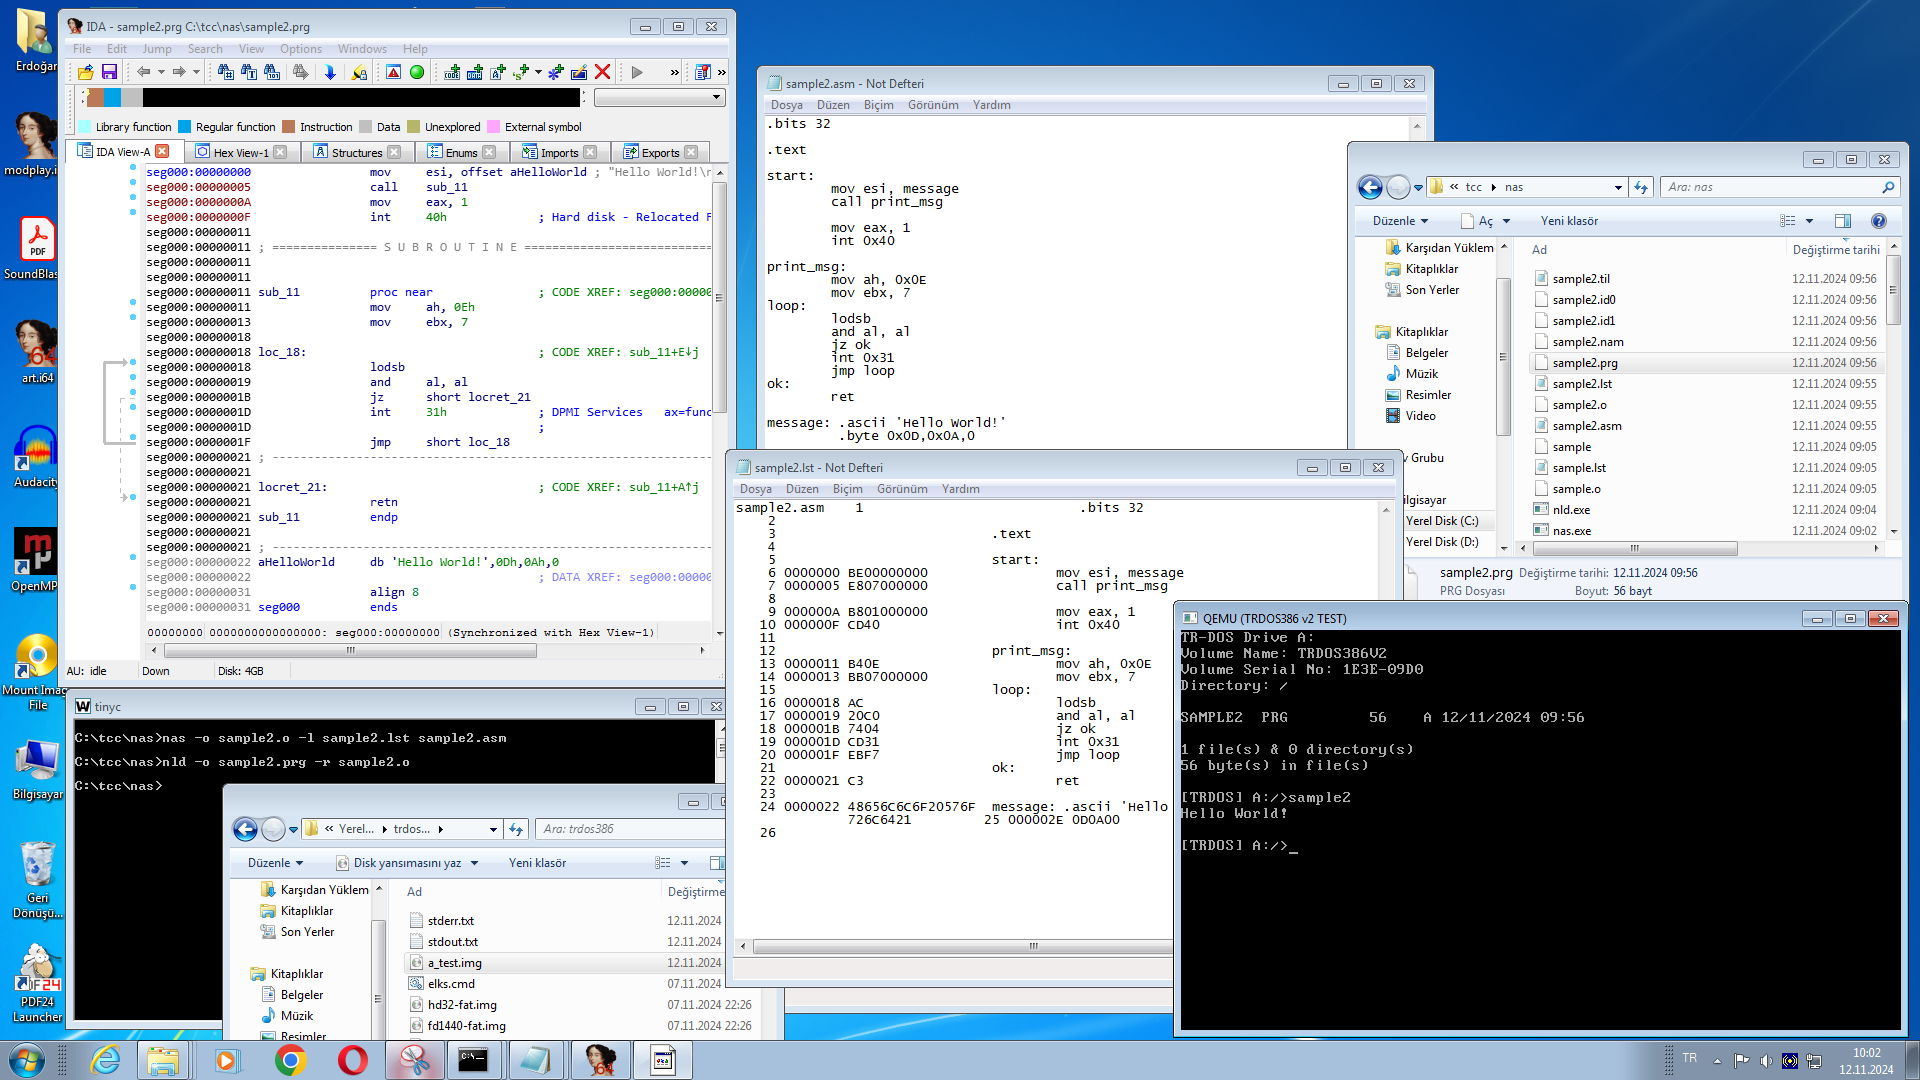 Erdoğan
modplay.i
PDF
SoundBlas
64
art.i64
Audacity
OpenMP
Mount Imag
File
Bilgisayar
Geri
Dönüşü...
PDF24
PDF24
Launcher
IDA - sample2.prg C:\tcc\nas\sample2.prg
File Edit Jump Search View Options Windows Help
Library function Regular function Instruction Data Unexplored External symbol
IDA View-A Hex View-1 Structures Enums Imports Exports
seg000:00000000 mov esi, offset aHelloWorld ; "Hello World!\r
seg000:00000005 call sub_11
seg000:0000000A mov eax, 1
seg000:0000000F int 40h ; Hard disk - Relocated F
seg000:00000011
seg000:00000011 ; =============== S U B R O U T I N E ===========================
seg000:00000011
seg000:00000011
seg000:00000011 sub_11 proc near ; CODE XREF: seg000:00000
seg000:00000011 mov ah, 0Eh
seg000:00000013 mov ebx, 7
seg000:00000018
seg000:00000018 loc_18: ; CODE XREF: sub_11+E↓j
seg000:00000018 lodsb
seg000:00000019 and al, al
seg000:0000001B jz short locret_21
seg000:0000001D int 31h ; DPMI Services ax=func
seg000:0000001D ;
seg000:0000001F jmp short loc_18
seg000:00000021 ; ---------------------------------------------------------------
seg000:00000021
seg000:00000021 locret_21: ; CODE XREF: sub_11+A↑j
seg000:00000021 retn
seg000:00000021 sub_11 endp
seg000:00000021
seg000:00000021 ; ---------------------------------------------------------------
seg000:00000022 aHelloWorld db 'Hello World!',0Dh,0Ah,0
seg000:00000022 ; DATA XREF: seg000:00000
seg000:00000031 align 8
seg000:00000031 seg000 ends
00000000 0000000000000000: seg000:00000000 (Synchronized with Hex View-1)
AU: idle Down Disk: 4GB
sample2.asm - Not Defteri
Dosya Düzen Biçim Görünüm Yardım
.bits 32
.text
start:
mov esi, message
call print_msg
mov eax, 1
int 0x40
print_msg:
mov ah, 0x0E
mov ebx, 7
loop:
lodsb
and al, al
jz ok
int 0x31
jmp loop
ok:
ret
message: .ascii 'Hello World!'
.byte 0x0D,0x0A,0
« tcc nas Ara: nas
Düzenle Aç Yeni klasör
Karşıdan Yüklem
Kitaplıklar
Son Yerler
Kitaplıklar
Belgeler
Müzik
Resimler
Video
v Grubu
ilgisayar
Yerel Disk (C:)
Yerel Disk (D:)
Ad Değiştirme tarihi
sample2.til 12.11.2024 09:56
sample2.id0 12.11.2024 09:56
sample2.id1 12.11.2024 09:56
sample2.nam 12.11.2024 09:56
sample2.prg 12.11.2024 09:56
sample2.lst 12.11.2024 09:55
sample2.o 12.11.2024 09:55
sample2.asm 12.11.2024 09:55
sample 12.11.2024 09:05
sample.lst 12.11.2024 09:05
sample.o 12.11.2024 09:05
nld.exe 12.11.2024 09:04
nas.exe 12.11.2024 09:02
sample2.prg Değiştirme tarihi: 12.11.2024 09:56
PRG Dosyası Boyut: 56 bayt
sample2.lst - Not Defteri
Dosya Düzen Biçim Görünüm Yardım
sample2.asm 1 .bits 32
2
3 .text
4
5 start:
6 0000000 BE00000000 mov esi, message
7 0000005 E807000000 call print_msg
8
9 000000A B801000000 mov eax, 1
10 000000F CD40 int 0x40
11
12 print_msg:
13 0000011 B40E mov ah, 0x0E
14 0000013 BB07000000 mov ebx, 7
15 loop:
16 0000018 AC lodsb
17 0000019 20C0 and al, al
18 000001B 7404 jz ok
19 000001D CD31 int 0x31
20 000001F EBF7 jmp loop
21 ok:
22 0000021 C3 ret
23
24 0000022 48656C6C6F20576F message: .ascii 'Hello
726C6421 25 000002E 0D0A00
26
tinyc
C:\tcc\nas>nas -o sample2.o -l sample2.lst sample2.asm
C:\tcc\nas>nld -o sample2.prg -r sample2.o
C:\tcc\nas>
« Yerel... trdos... Ara: trdos386
Düzenle Disk yansımasını yaz Yeni klasör
Karşıdan Yüklem
Kitaplıklar
Son Yerler
Kitaplıklar
Belgeler
Müzik
Resimler
Ad Değiştirme
stderr.txt 12.11.2024
stdout.txt 12.11.2024
a_test.img 12.11.2024
elks.cmd 07.11.2024
hd32-fat.img 07.11.2024 22:26
fd1440-fat.img 07.11.2024 22:26
QEMU (TRDOS386 v2 TEST)
TR-DOS Drive A:
Volume Name: TRDOS386V2
Volume Serial No: 1E3E-09D0
Directory: /
SAMPLE2 PRG 56 A 12/11/2024 09:56
1 file(s) & 0 directory(s)
56 byte(s) in file(s)
[TRDOS] A:/>sample2
Hello World!
[TRDOS] A:/>_
TR
10:02
12.11.2024